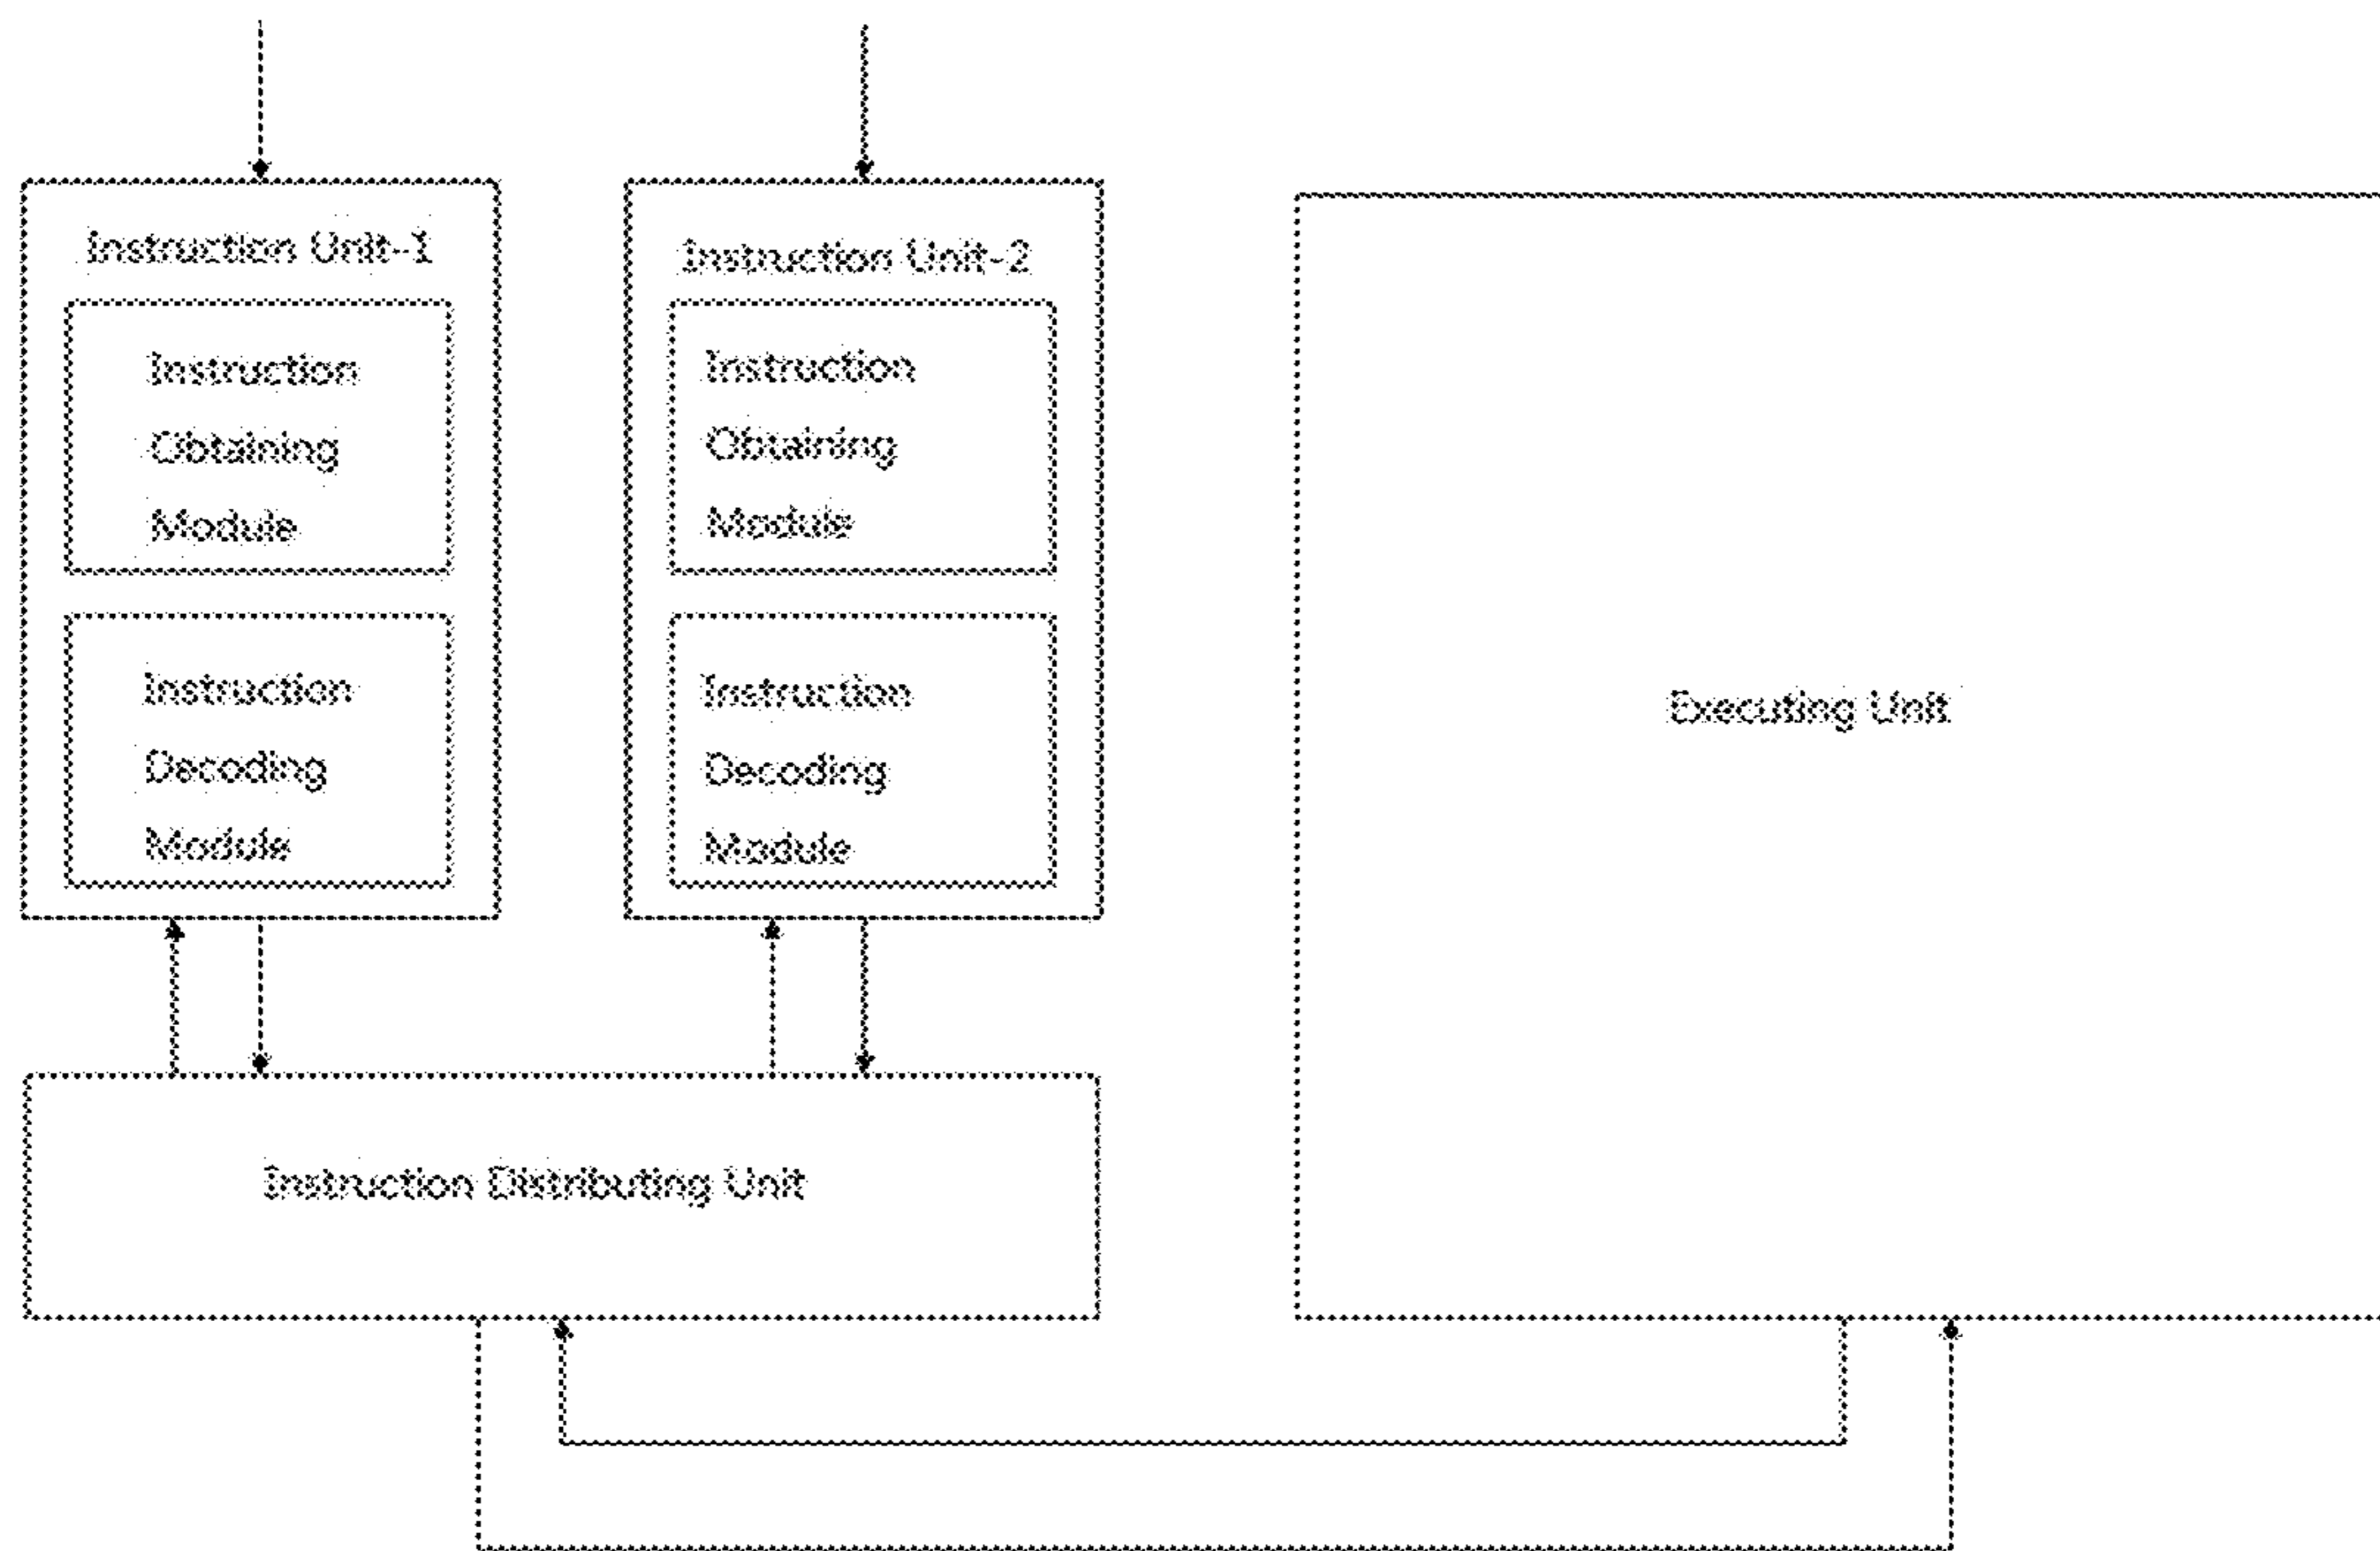 Instruction Unit-1
Instruction
Obtaining
Module
Instruction
Decoding
Module
Instruction Unit-2
Instruction
Obtaining
Module
Instruction
Decoding
Module
Executing Unit
Instruction Distributing Unit